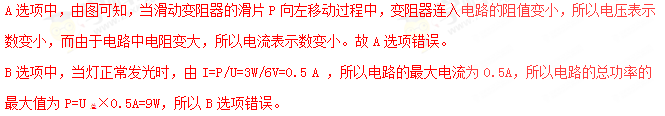 A选项中，由图可知，当滑动变阻器的滑片P向左移动过程中，变阻器连入电路的阻值变小，所以电压表示
数变小，而由于电路中电阻变大，所以电流表示数变小。故A选项错误。
B选项中，当灯正常发光时，由I=P/U=3W/6V=0.5 A ，所以电路的最大电流为0.5A，所以电路的总功率的
最大值为P=U ×0.5A=9W，所以B选项错误。